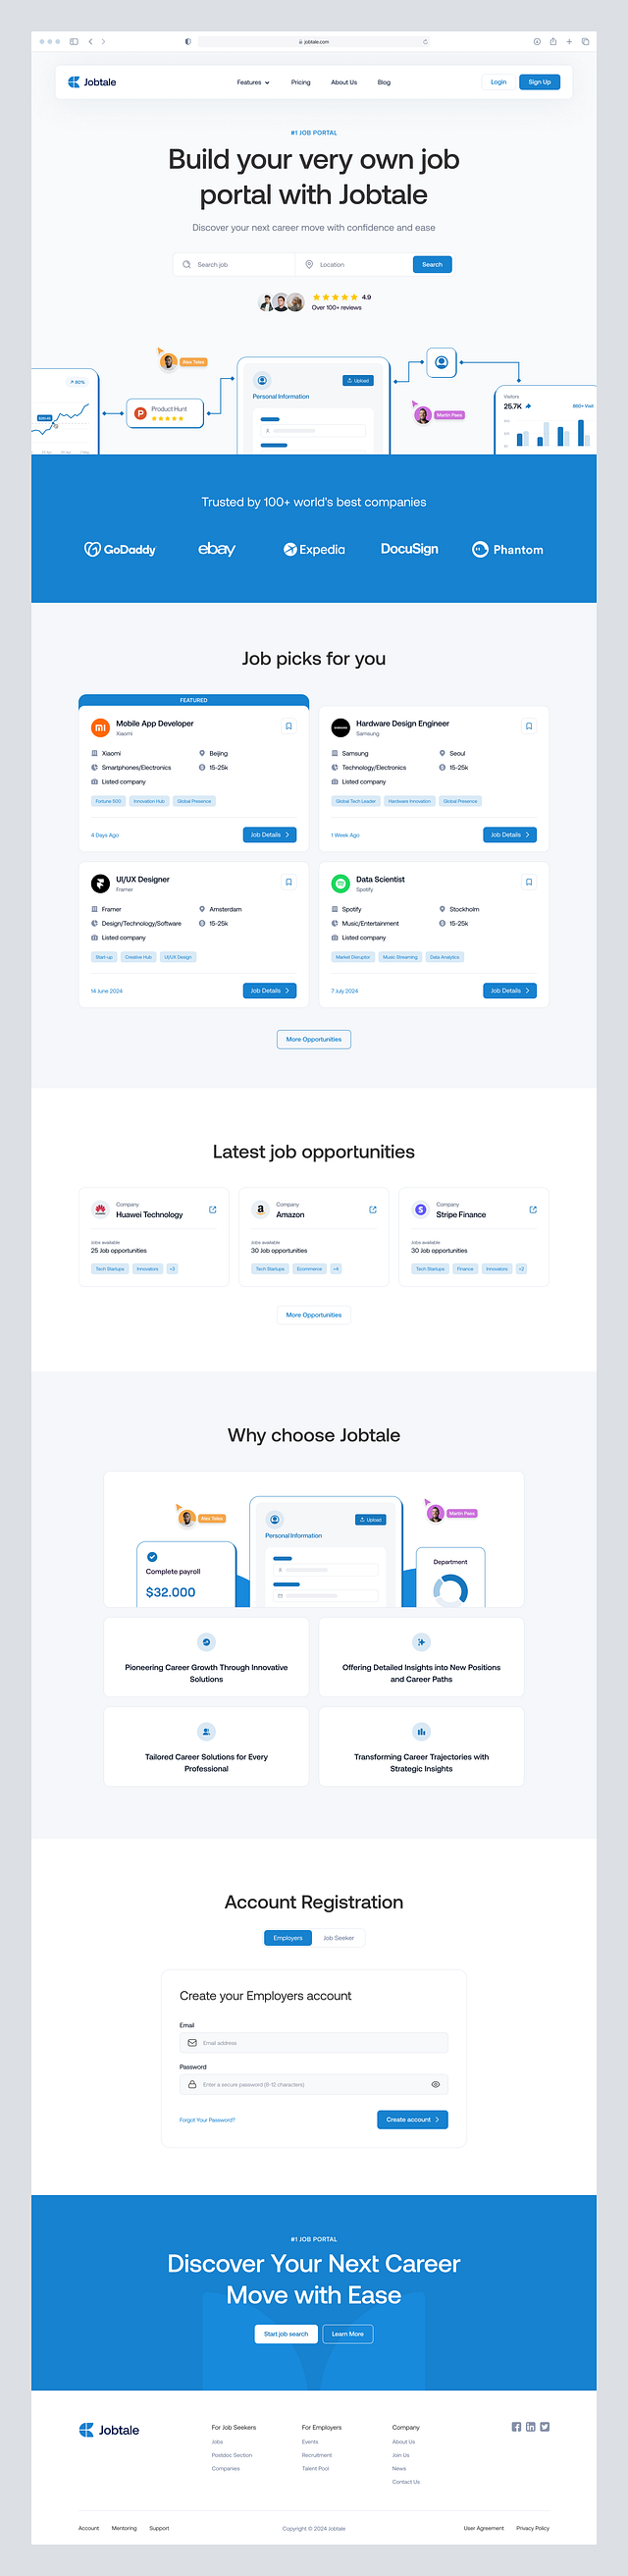 jobtale.com
Jobtale
Features
Pricing
About Us
Blog
Login
Sign Up
#1 JOB PORTAL
Build your very own job
portal with Jobtale
Discover your next career move with confidence and ease
Search job
Location
Search
4.9
Over 100+ reviews
Alex Teles
80%
Product Hunt
Personal Information
Upload
Martin Paes
Visitors
25.7K
Trusted by 100+ world's best companies
GoDaddy
ebay
Expedia
DocuSign
Phantom
Job picks for you
FEATURED
Mobile App Developer
Xiaomi
Xiaomi
Beijing
Smartphones/Electronics
15-25k
Listed company
Fortune 500
Innovation Hub
Global Presence
4 Days Ago
Job Details
Hardware Design Engineer
Samsung
Samsung
Seoul
Technology/Electronics
15-25k
Listed company
Global Tech Leader
Hardware Innovation
Global Presence
1 Week Ago
Job Details
UI/UX Designer
Framer
Framer
Amsterdam
Design/Technology/Software
15-25k
Listed company
Start-up
Creative Hub
UI/UX Design
14 June 2024
Job Details
Data Scientist
Spotify
Spotify
Stockholm
Music/Entertainment
15-25k
Listed company
Market Disruptor
Music Streaming
Data Analytics
7 July 2024
Job Details
More Opportunities
Latest job opportunities
Company
Huawei Technology
Jobs available
25 Job opportunities
Tech Startups
Innovators
+3
Company
Amazon
Jobs available
30 Job opportunities
Tech Startups
Ecommerce
+4
Company
Stripe Finance
Jobs available
30 Job opportunities
Tech Startups
Finance
Innovators
+2
More Opportunities
Why choose Jobtale
Alex Teles
Complete payroll
$32.000
Personal Information
Upload
Martin Paes
Department
Pioneering Career Growth Through Innovative
Solutions
Offering Detailed Insights into New Positions
and Career Paths
Tailored Career Solutions for Every
Professional
Transforming Career Trajectories with
Strategic Insights
Account Registration
Employers
Job Seeker
Create your Employers account
Email
Email address
Password
Enter a secure password (8-12 characters)
Forgot Your Password?
Create account
#1 JOB PORTAL
Discover Your Next Career
Move with Ease
Start job search
Learn More
Jobtale
For Job Seekers
Jobs
Postdoc Section
Companies
For Employers
Events
Recruitment
Talent Pool
Company
About Us
Join Us
News
Contact Us
Account
Mentoring
Support
Copyright © 2024 Jobtale
User Agreement
Privacy Policy